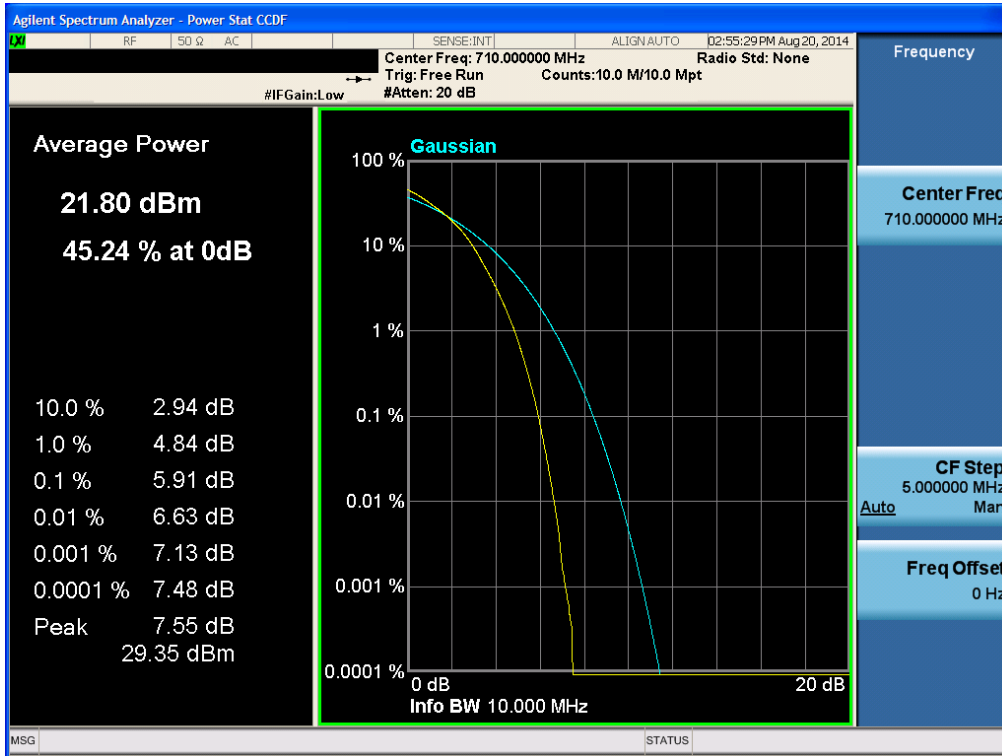 Agilent Spectrum Analyzer - Power Stat CCDF
LXI RF 50 Ω AC SENSE:INT ALIGN AUTO 02:55:29 PM Aug 20, 2014
Center Freq: 710.000000 MHz Radio Std: None
Trig: Free Run Counts:10.0 M/10.0 Mpt
#IFGain:Low #Atten: 20 dB
Average Power
21.80 dBm
45.24 % at 0dB
10.0 % 2.94 dB
1.0 % 4.84 dB
0.1 % 5.91 dB
0.01 % 6.63 dB
0.001 % 7.13 dB
0.0001 % 7.48 dB
Peak 7.55 dB
29.35 dBm
Gaussian
100 %
10 %
1 %
0.1 %
0.01 %
0.001 %
0.0001 %
0 dB 20 dB
Info BW 10.000 MHz
Frequency
Center Freq
710.000000 MHz
CF Step
5.000000 MHz
Auto Man
Freq Offset
0 Hz
MSG STATUS